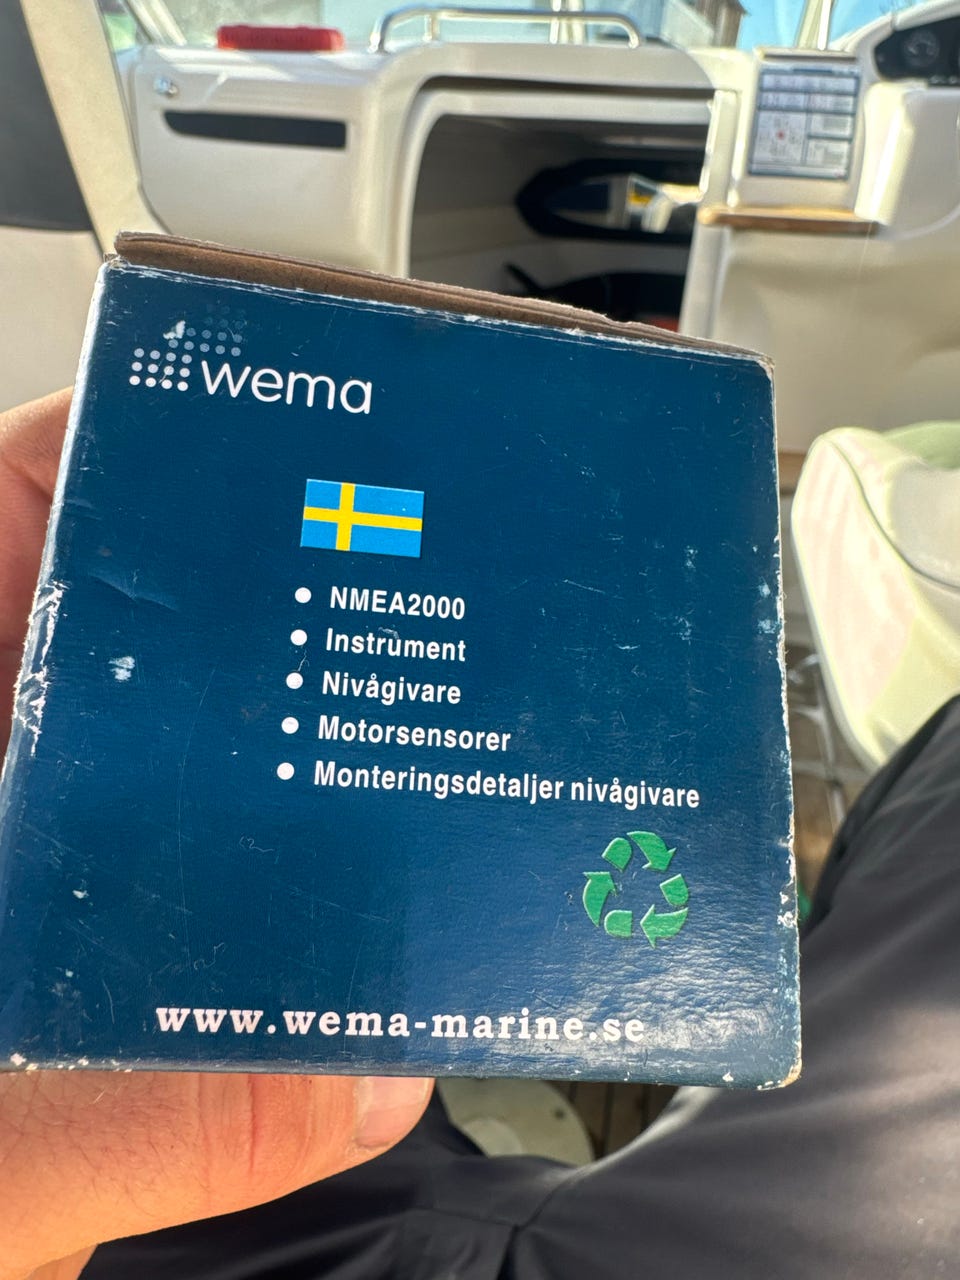 wema
NMEA2000
Instrument
Nivågivare
Motorsensorer
Monteringsdetaljer nivågivare
www.wema-marine.se